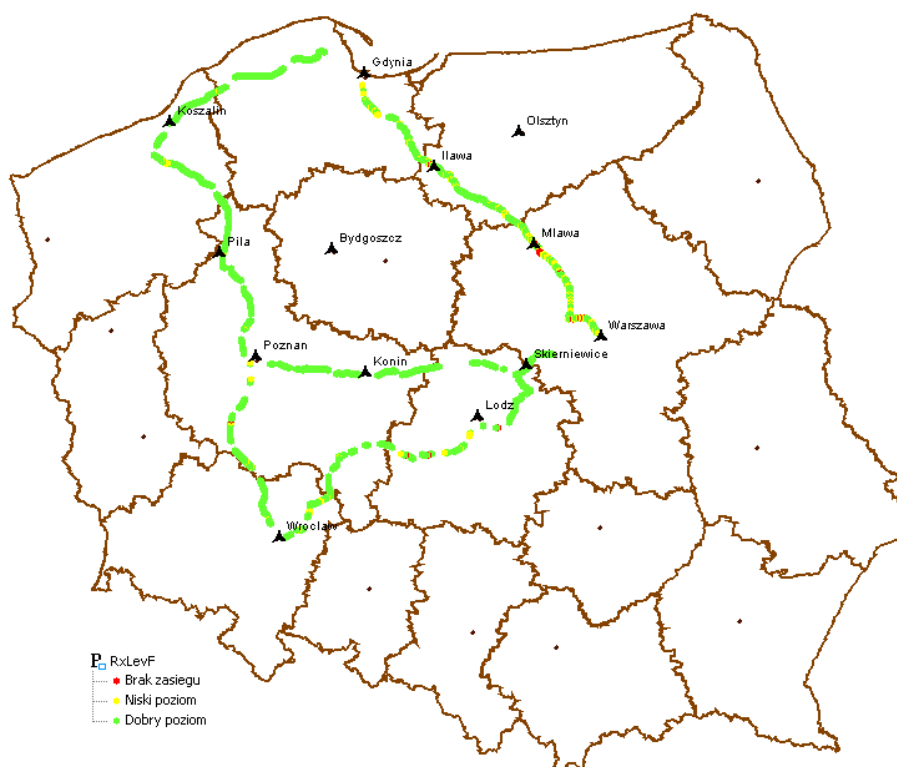 Gdynia
Koszalin
Olsztyn
Ilawa
Pila
Bydgoszcz
Mlawa
Warszawa
Poznan
Konin
Skierniewice
Lodz
Wroclaw
P RxLevF
Brak zasiegu
Niski poziom
Dobry poziom